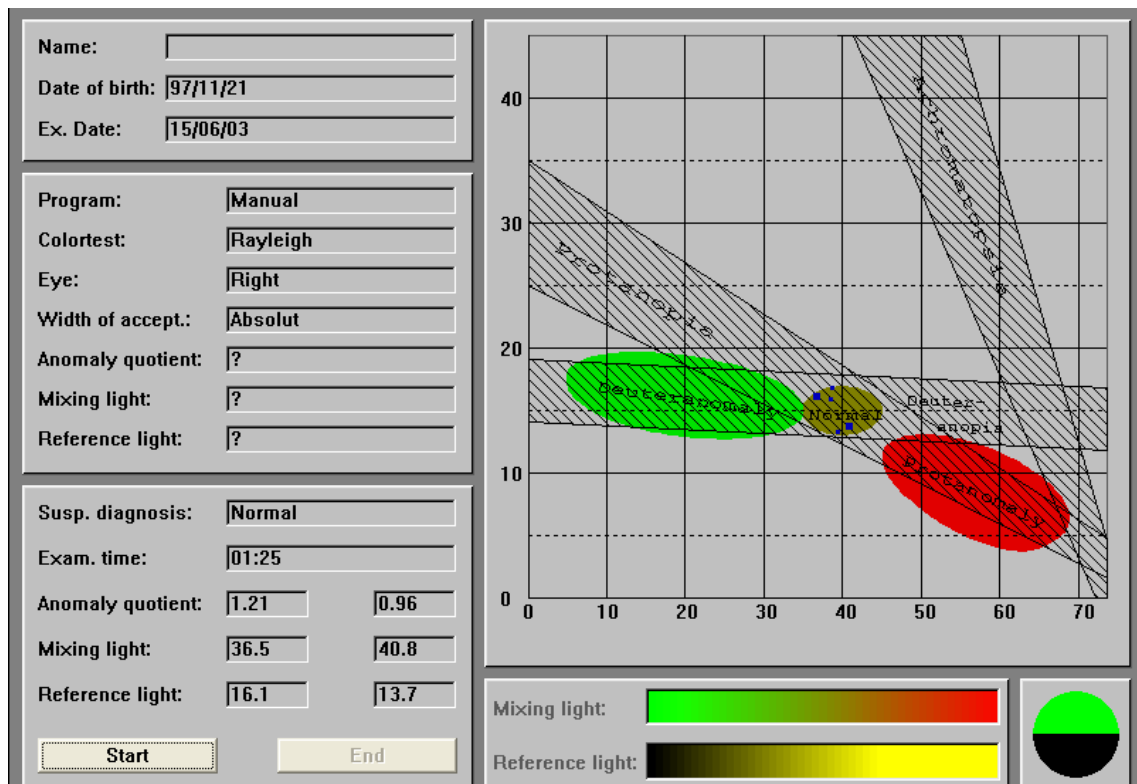 Name:
Date of birth: 97/11/21
Ex. Date: 15/06/03
Program: Manual
Colortest: Rayleigh
Eye: Right
Width of accept.: Absolut
Anomaly quotient: ?
Mixing light: ?
Reference light: ?
Susp. diagnosis: Normal
Exam. time: 01:25
Anomaly quotient: 1.21 0.96
Mixing light: 36.5 40.8
Reference light: 16.1 13.7
Start End
40
30
20
10
0
0 10 20 30 40 50 60 70
Protanopia
Deuteranomaly
Normal
Deuter-
anopia
Protanomaly
Mixing light:
Reference light: